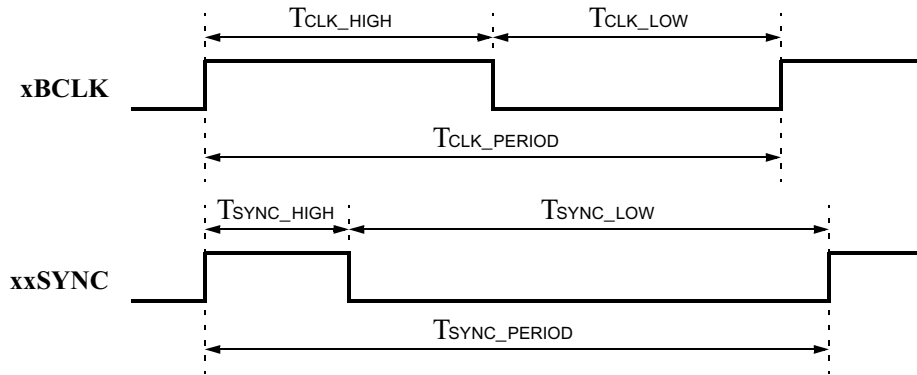 TCLK_HIGH TCLK_LOW
xBCLK
TCLK_PERIOD
TSYNC_HIGH TSYNC_LOW
xxSYNC
TSYNC_PERIOD